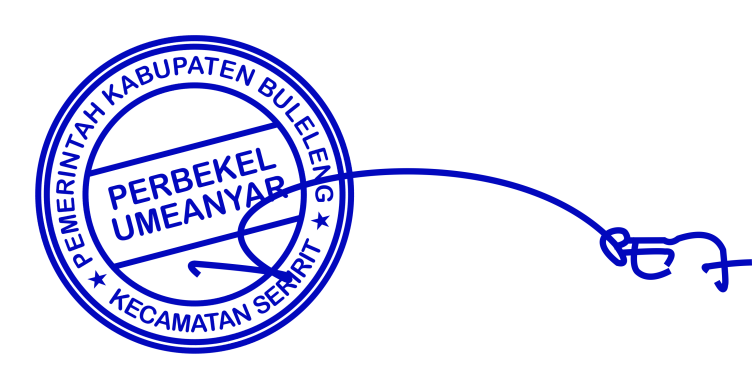 PEMERINTAH KABUPATEN BULELENG
PERBEKEL
UMEANYAR
★ KECAMATAN SERIRIT ★